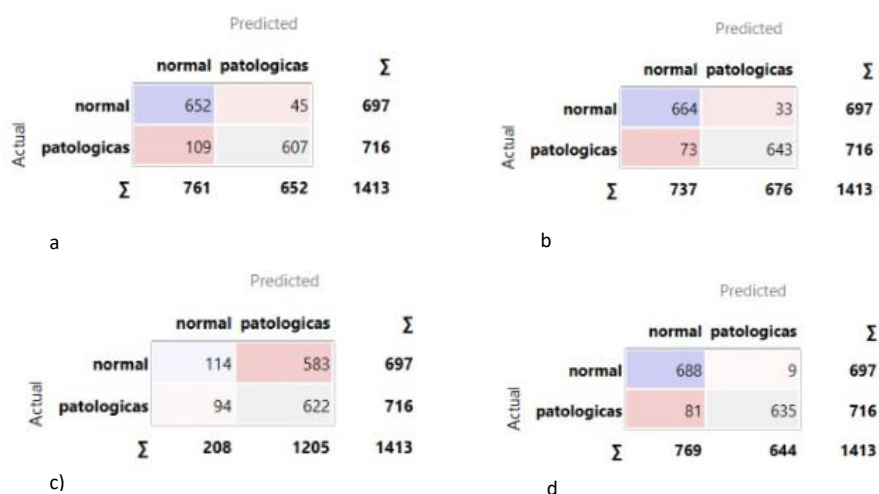 Predicted
normal patologicas Σ
Actual
normal 652 45 697
patologicas 109 607 716
Σ 761 652 1413
a
Predicted
normal patologicas Σ
Actual
normal 664 33 697
patologicas 73 643 716
Σ 737 676 1413
b
Predicted
normal patologicas Σ
Actual
normal 114 583 697
patologicas 94 622 716
Σ 208 1205 1413
c)
Predicted
normal patologicas Σ
Actual
normal 688 9 697
patologicas 81 635 716
Σ 769 644 1413
d